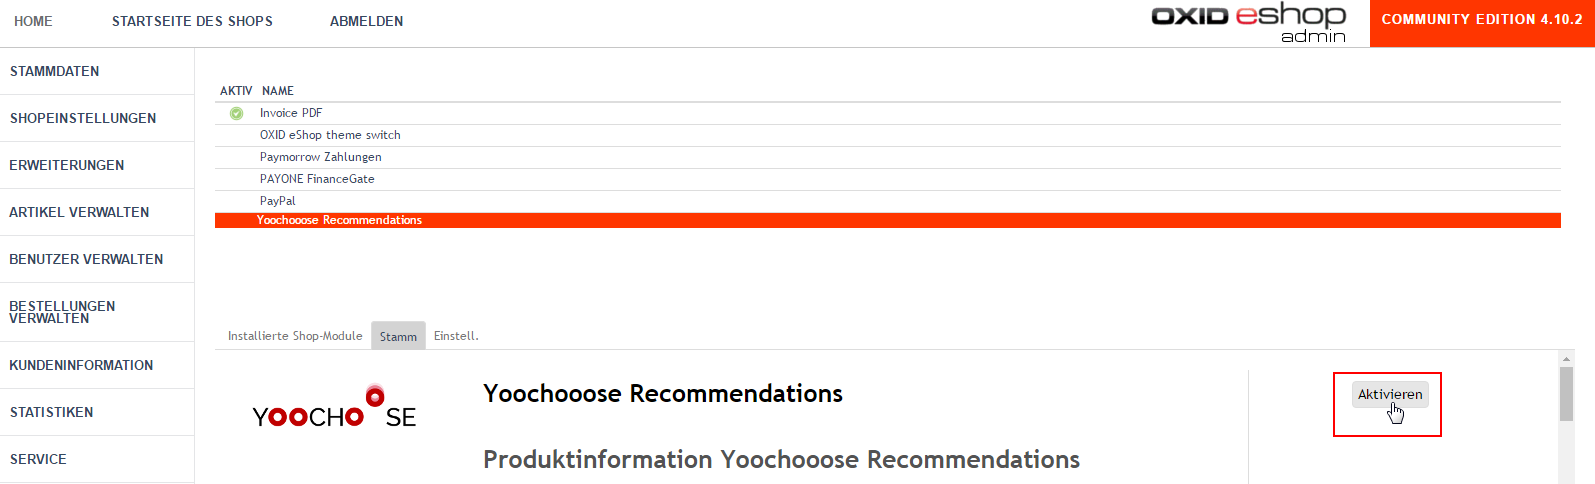 HOME STARTSEITE DES SHOPS ABMELDEN
OXID eshop
admin
COMMUNITY EDITION 4.10.2
STAMMDATEN
SHOPEINSTELLUNGEN
ERWEITERUNGEN
ARTIKEL VERWALTEN
BENUTZER VERWALTEN
BESTELLUNGEN
VERWALTEN
KUNDENINFORMATION
STATISTIKEN
SERVICE
AKTIV NAME
Invoice PDF
OXID eShop theme switch
Paymorrow Zahlungen
PAYONE FinanceGate
PayPal
Yoochooose Recommendations
Installierte Shop-Module Stamm Einstell.
YOOCHOOSE
Yoochooose Recommendations
Aktivieren
Produktinformation Yoochooose Recommendations